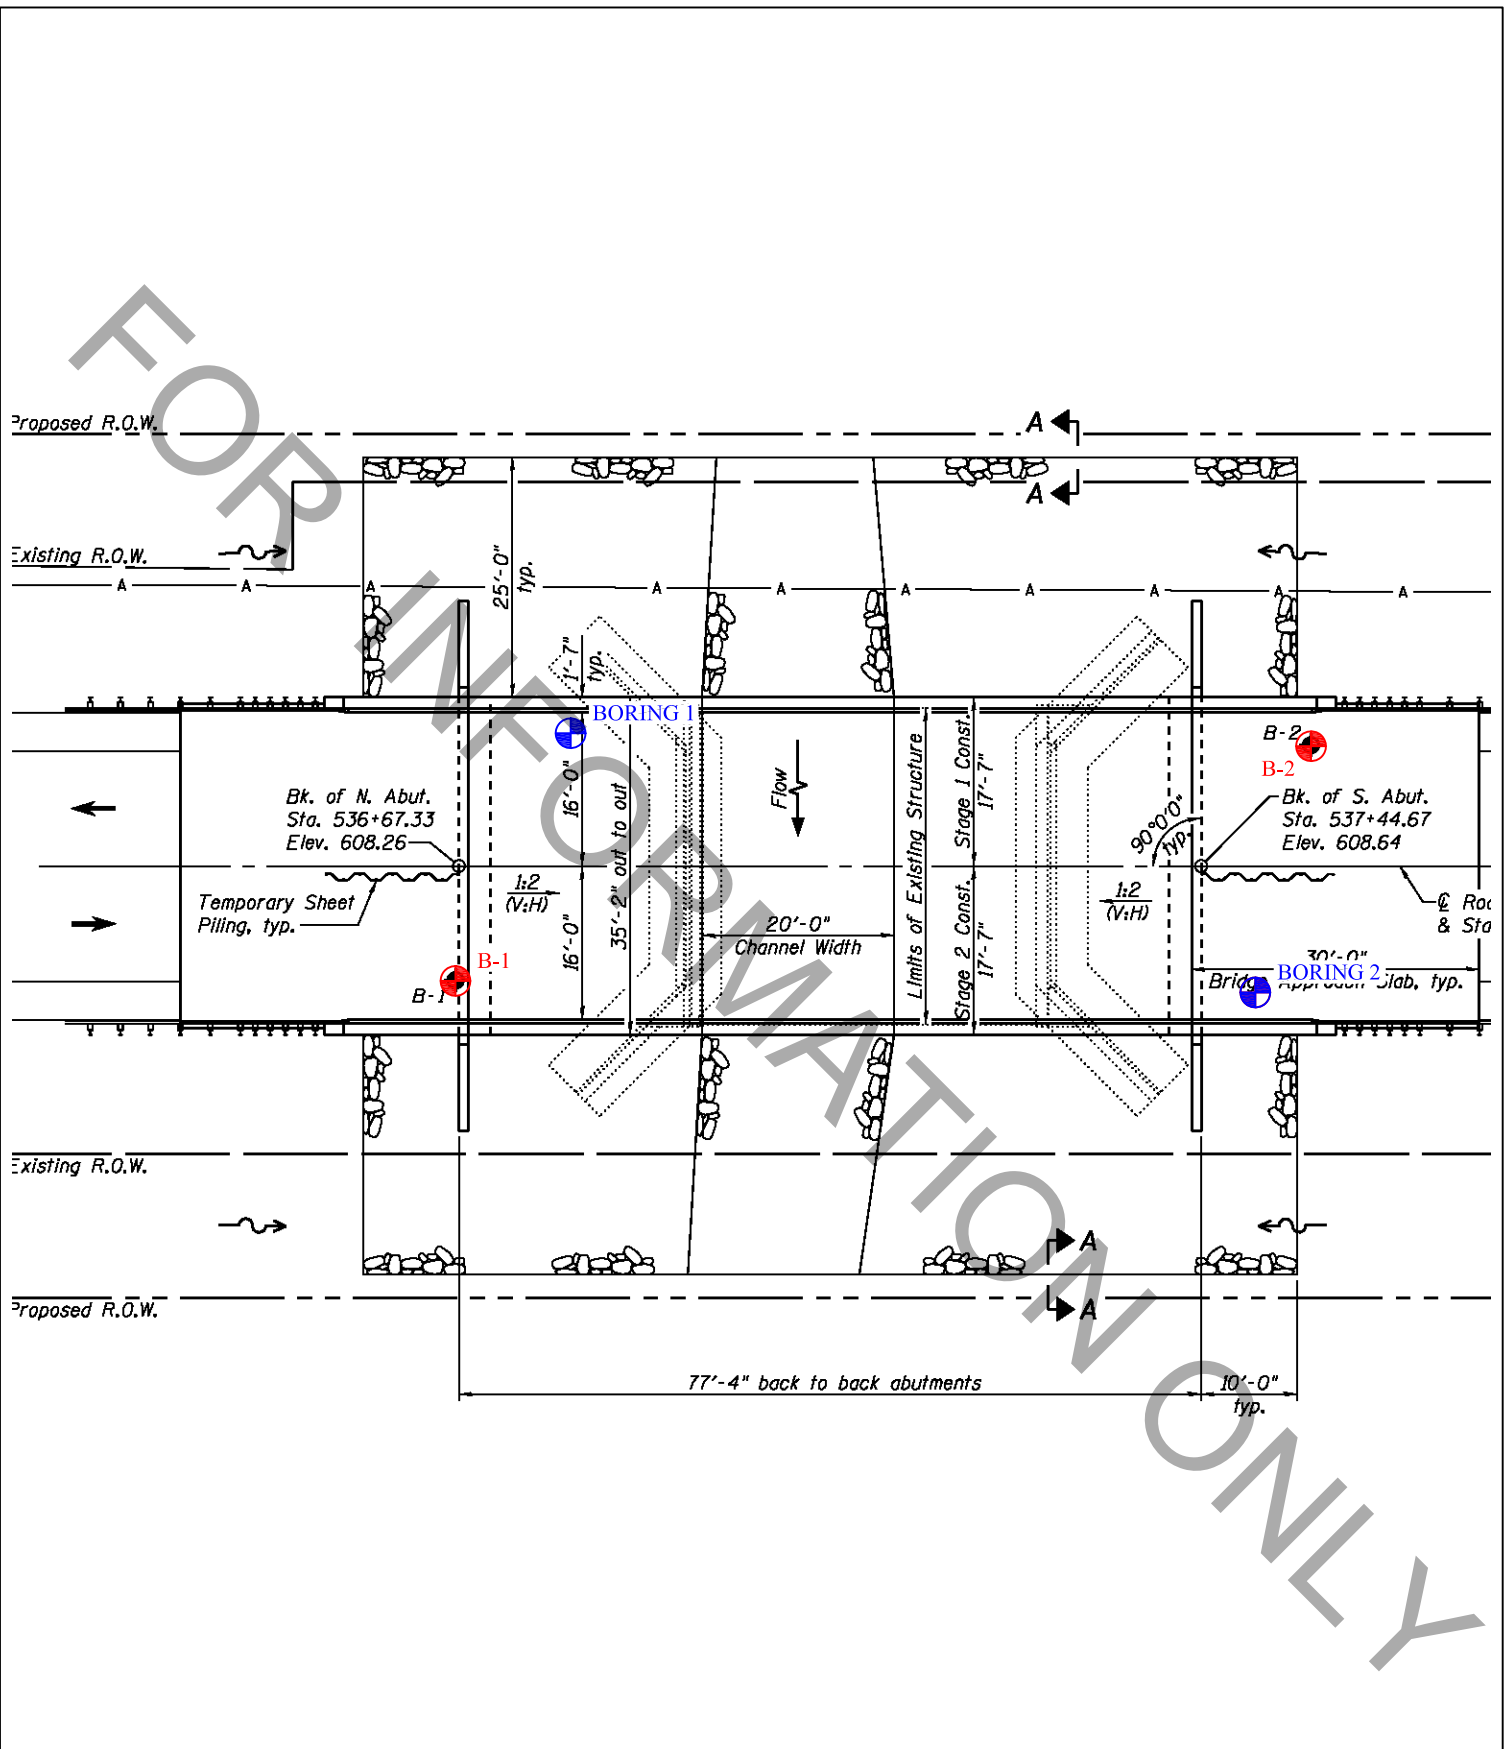 FOR INFORMATION ONLY
Proposed R.O.W.
A
A
Existing R.O.W.
A A A A A A A A A A
25'-0"
typ.
1'-7"
typ.
BORING 1
B-2
B-2
Bk. of N. Abut.
Sta. 536+67.33
Elev. 608.26
16'-0"
35'-2" out to out
Flow
Limits of Existing Structure
Stage 1 Const.
17'-7"
90°0'0"
typ.
Bk. of S. Abut.
Sta. 537+44.67
Elev. 608.64
Temporary Sheet
Piling, typ.
1:2
(V:H)
16'-0"
20'-0"
Channel Width
Stage 2 Const.
17'-7"
1:2
(V:H)
℄
& Sta
B-1
B-1
30'-0"
BORING 2
Slab, typ.
Existing R.O.W.
A
A
Proposed R.O.W.
77'-4" back to back abutments
10'-0"
typ.